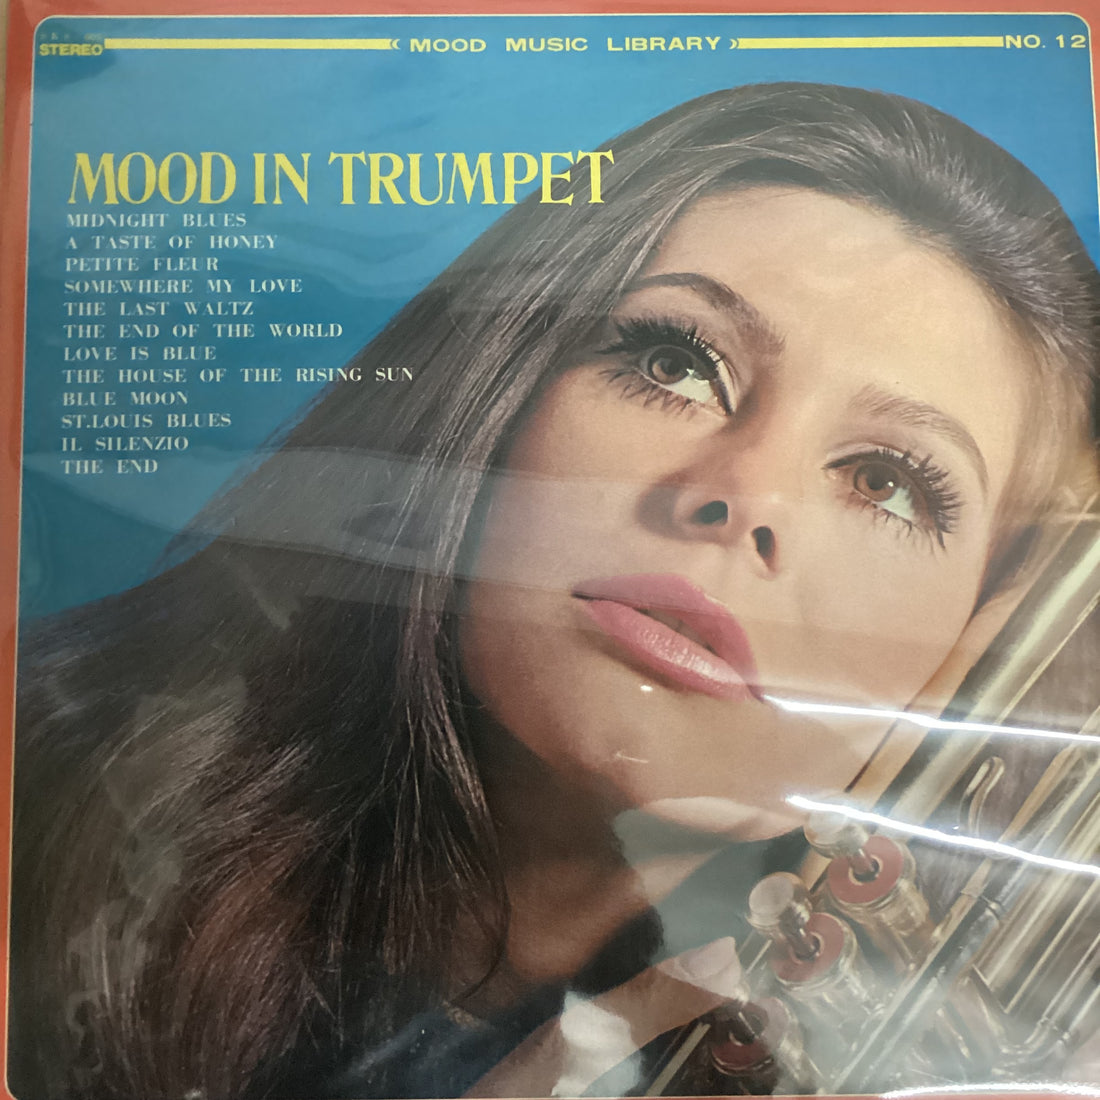 STEREO
MOOD MUSIC LIBRARY
NO. 12
MOOD IN TRUMPET
MIDNIGHT BLUES
A TASTE OF HONEY
PETITE FLEUR
SOMEWHERE MY LOVE
THE LAST WALTZ
THE END OF THE WORLD
LOVE IS BLUE
THE HOUSE OF THE RISING SUN
BLUE MOON
ST.LOUIS BLUES
IL SILENZIO
THE END